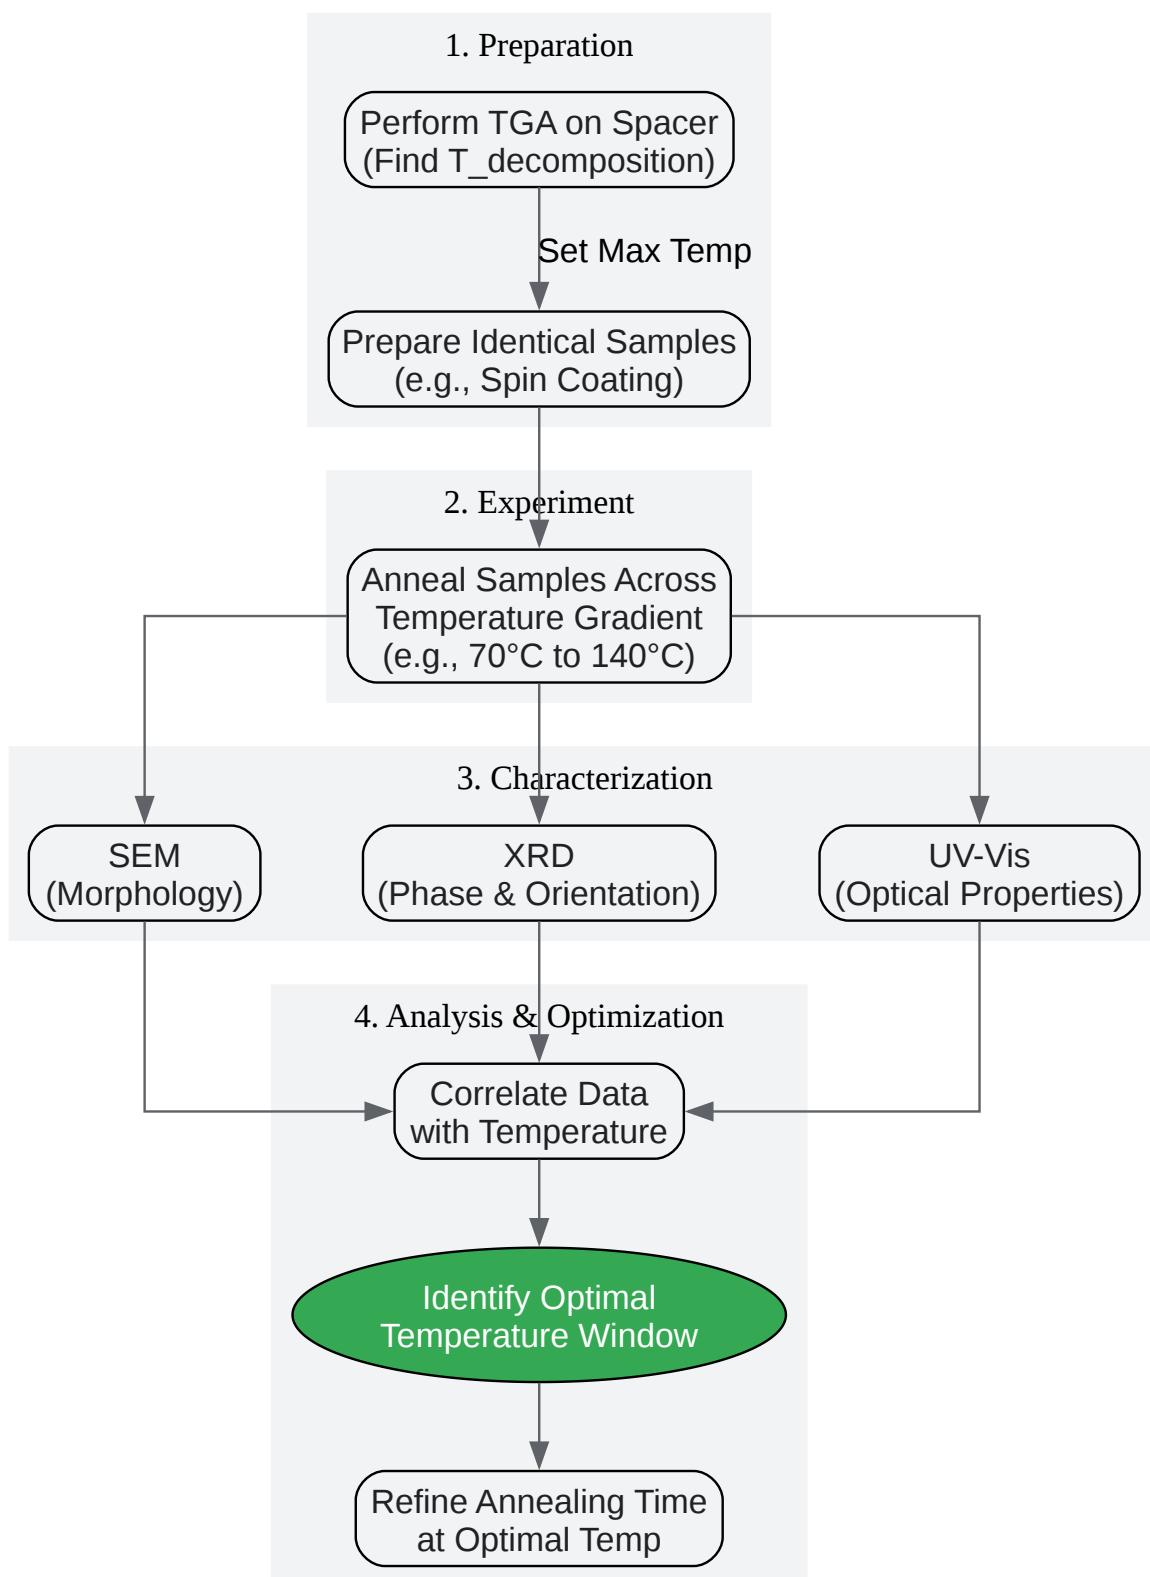 1. Preparation
Perform TGA on Spacer
(Find T_decomposition)
Set Max Temp
Prepare Identical Samples
(e.g., Spin Coating)
2. Experiment
Anneal Samples Across
Temperature Gradient
(e.g., 70°C to 140°C)
3. Characterization
SEM
(Morphology)
XRD
(Phase & Orientation)
UV-Vis
(Optical Properties)
4. Analysis & Optimization
Correlate Data
with Temperature
Identify Optimal
Temperature Window
Refine Annealing Time
at Optimal Temp